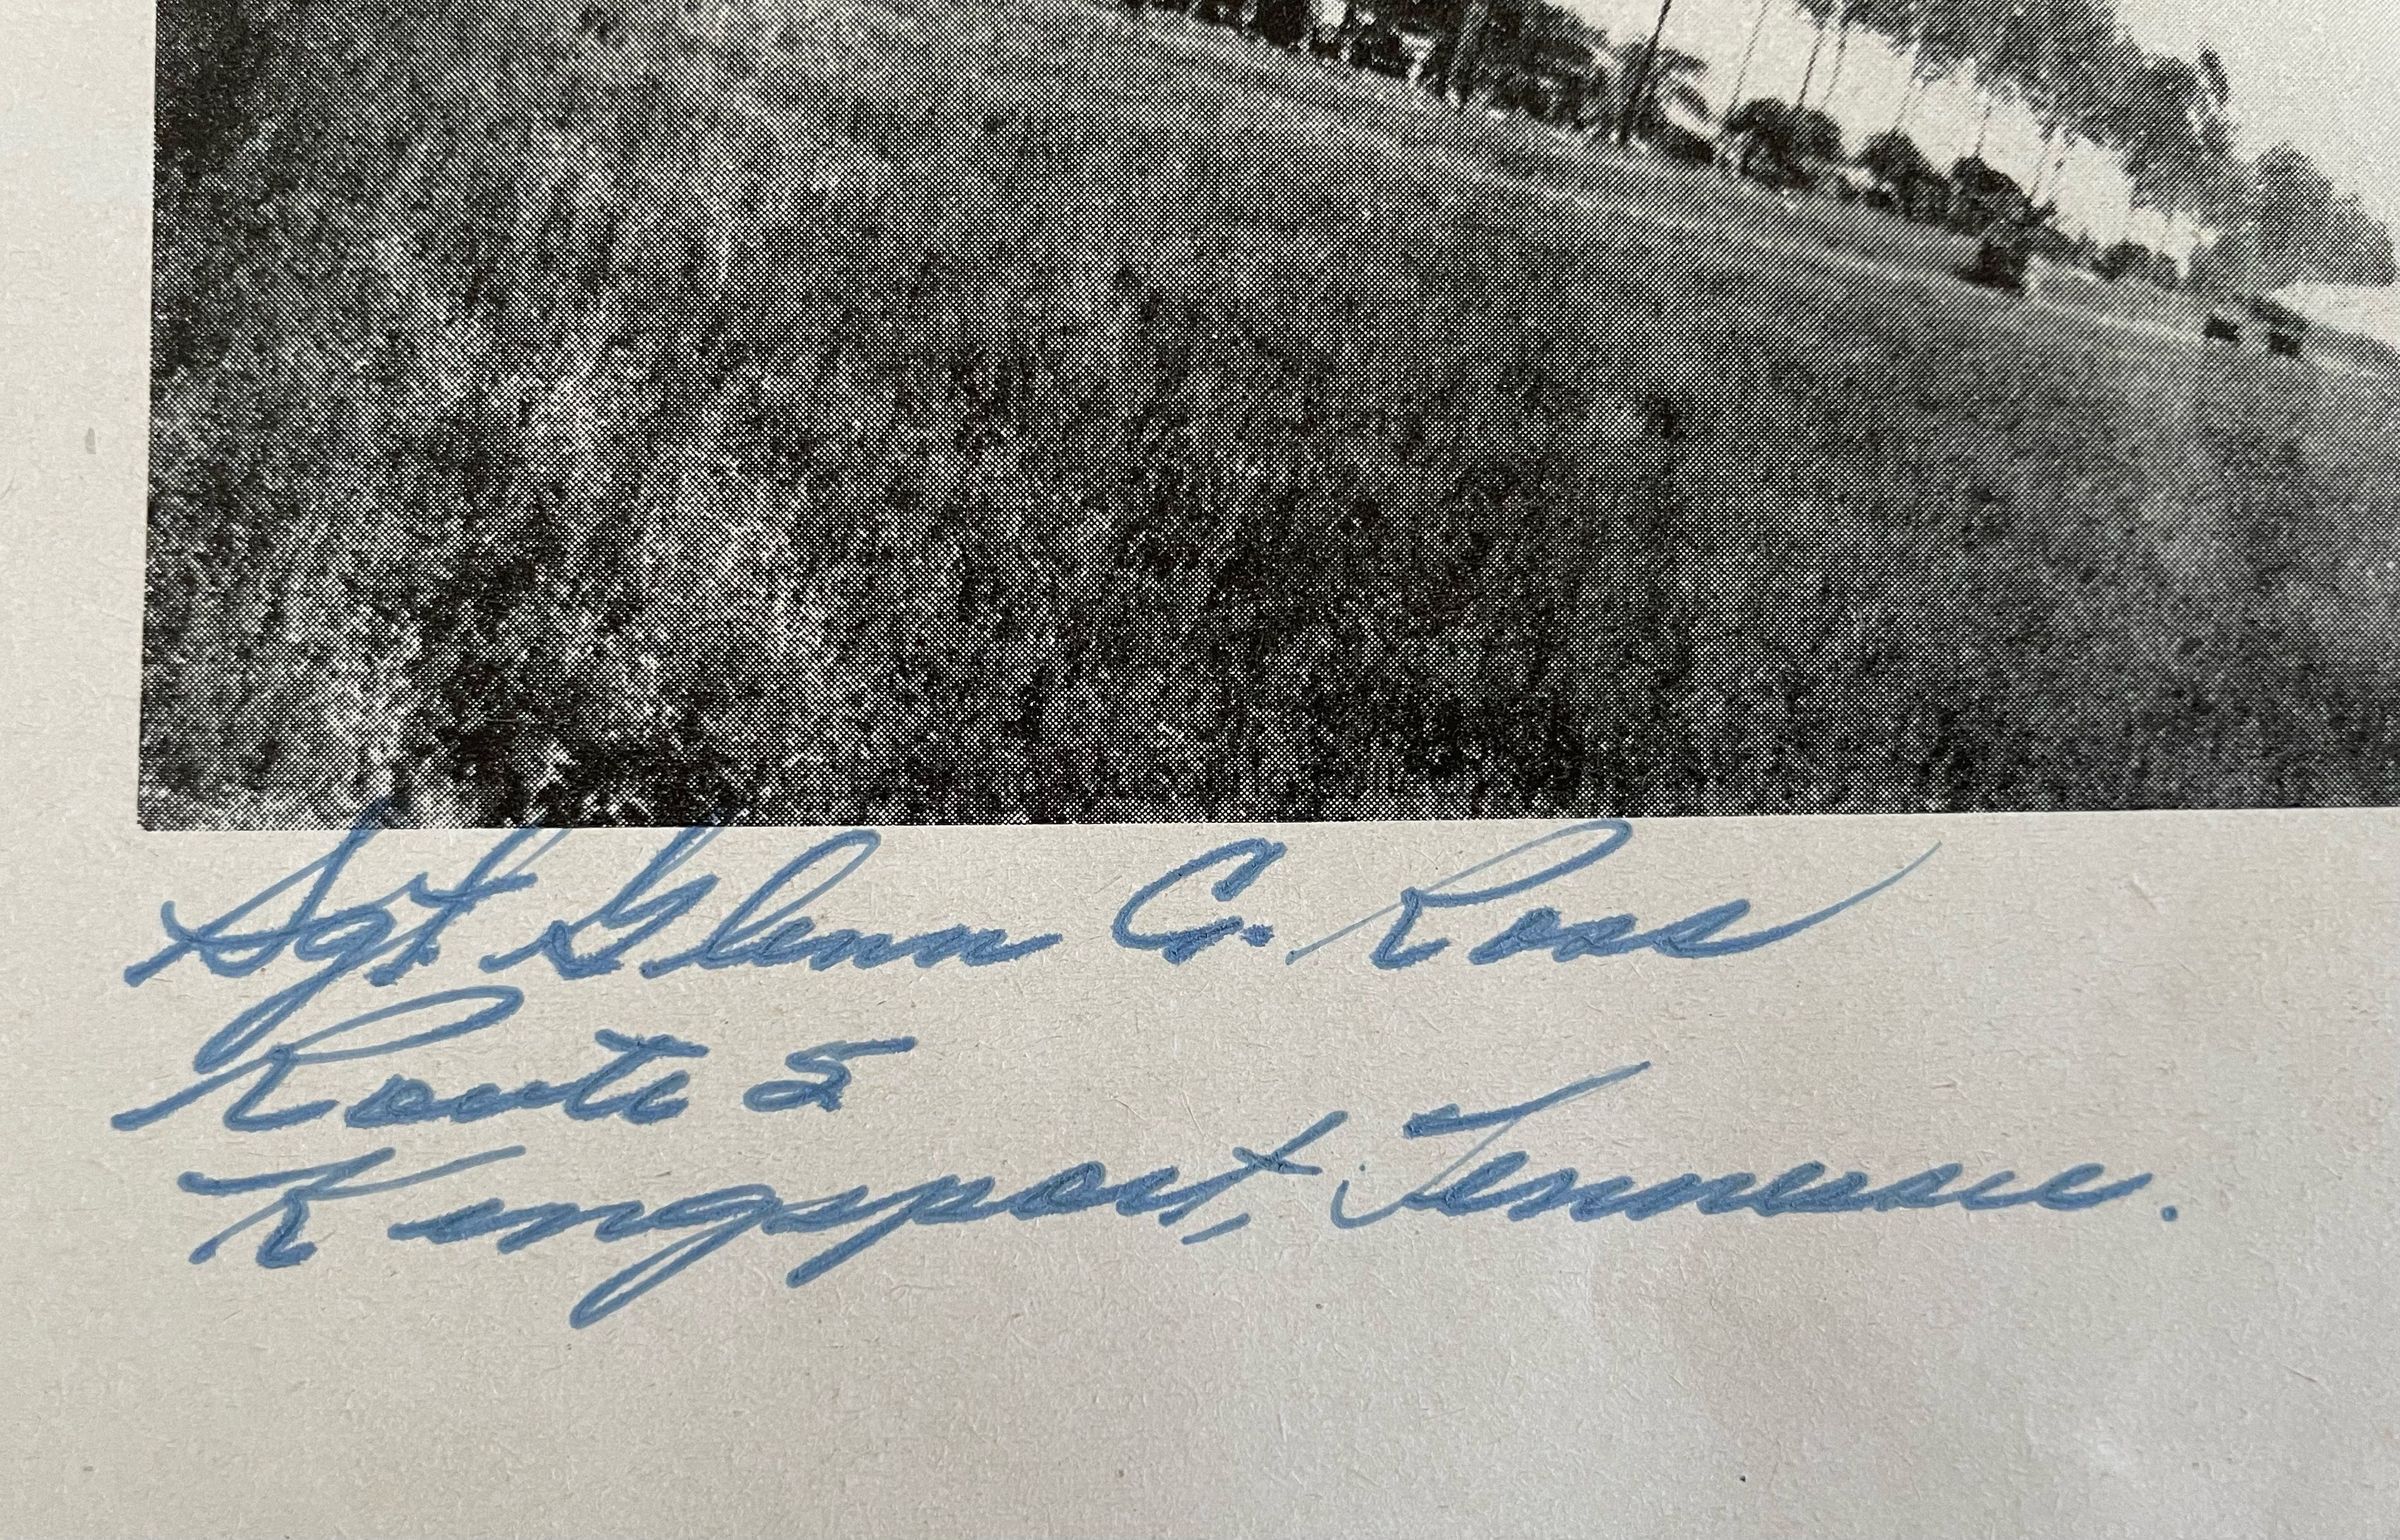 Sgt Glenn C. Ross
Route 5
Kingsport, Tennessee.